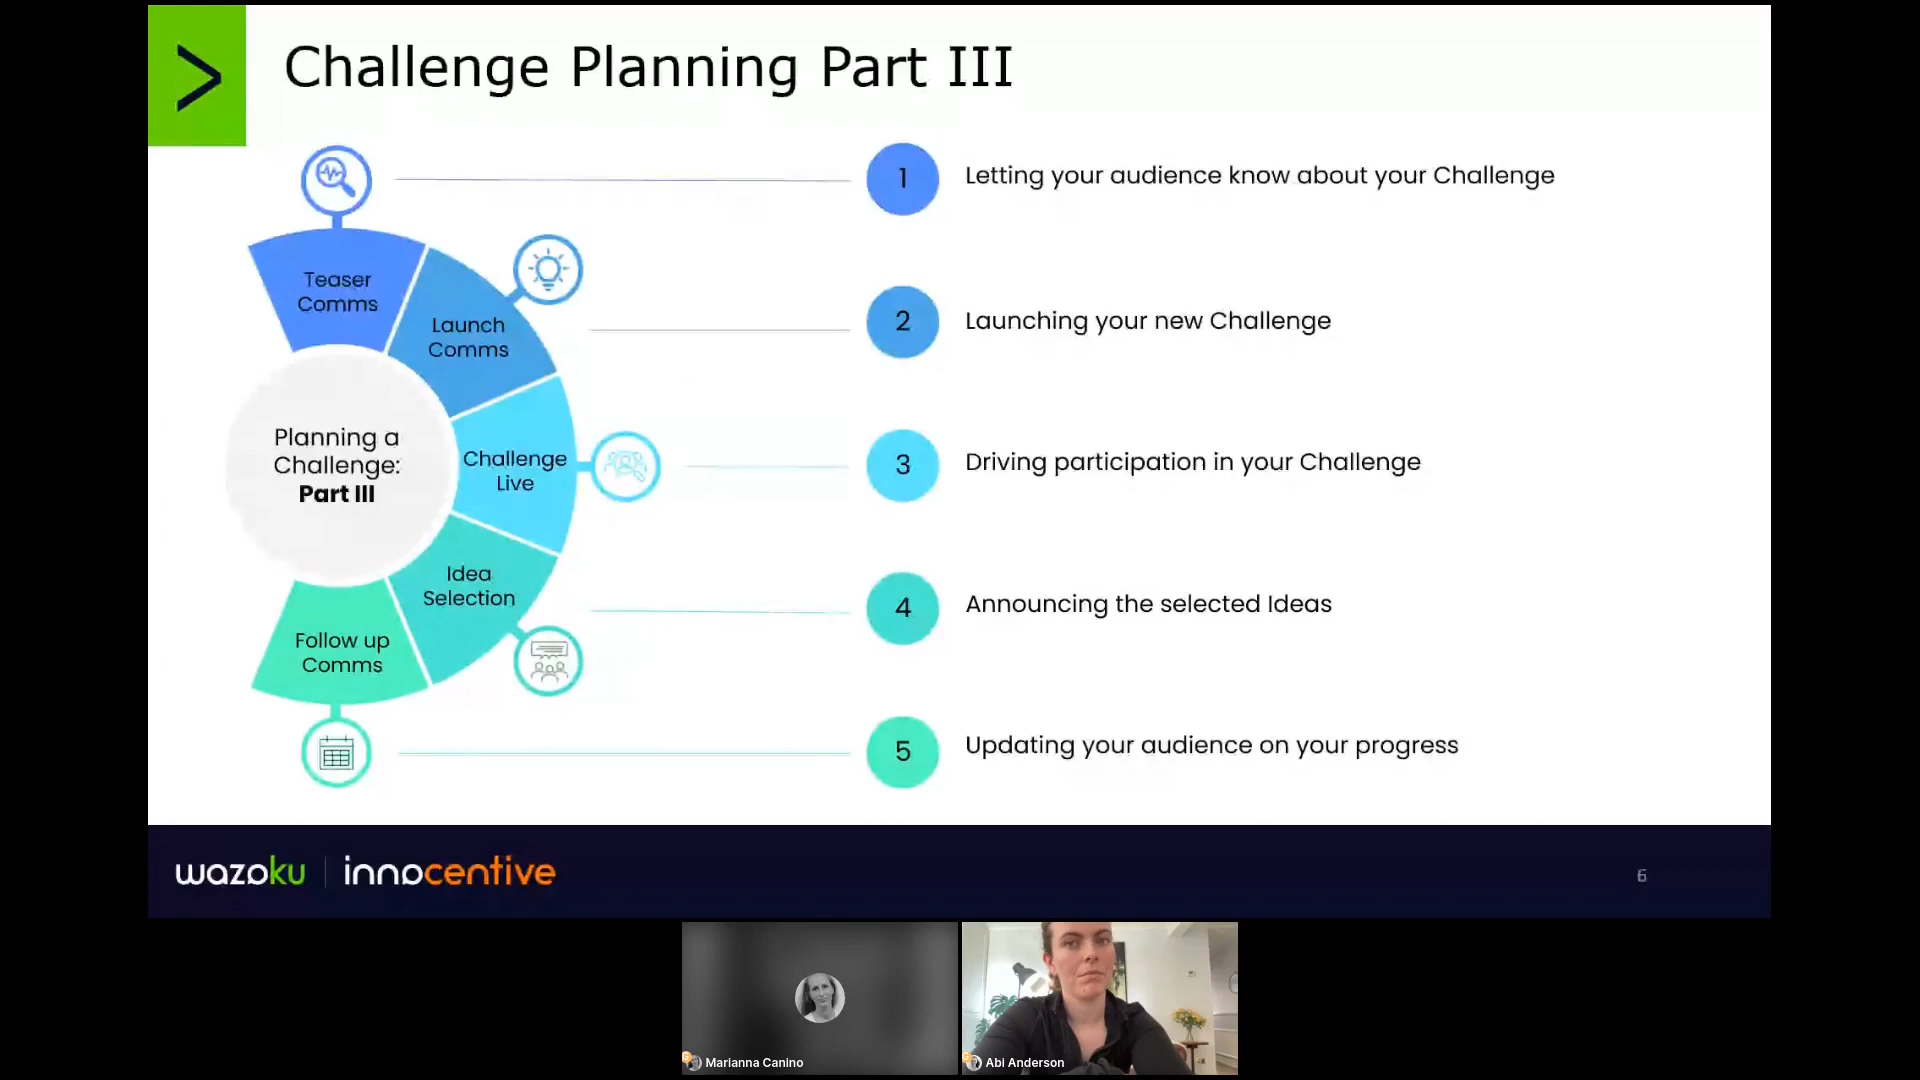 Challenge Planning Part III
Teaser
Comms
Launch
Comms
Planning a
Challenge:
Part III
Challenge
Live
Idea
Selection
Follow up
Comms
1
Letting your audience know about your Challenge
2
Launching your new Challenge
3
Driving participation in your Challenge
4
Announcing the selected Ideas
5
Updating your audience on your progress
wazoku
innocentive
6
Marianna Canino
Abi Anderson